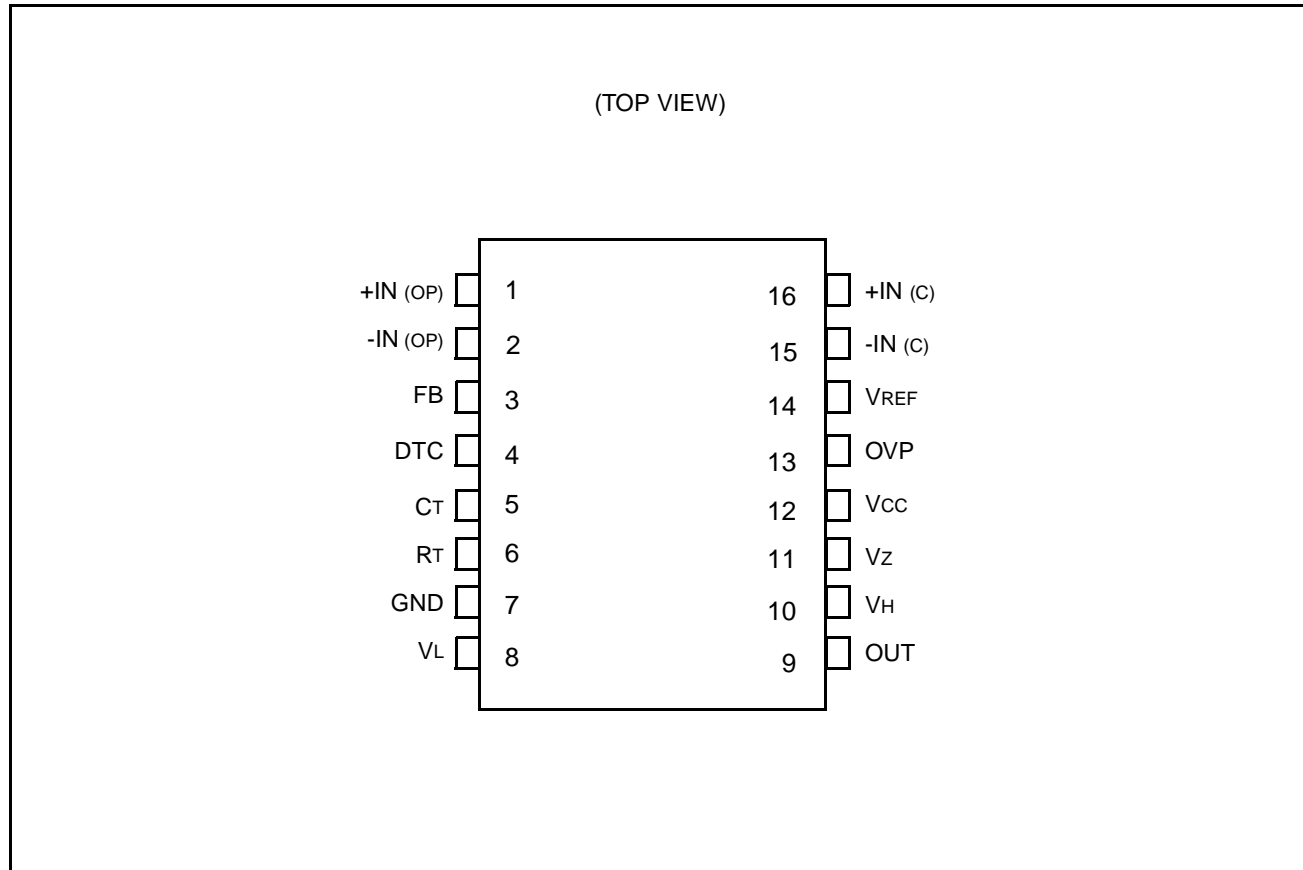 (TOP VIEW)
+IN (OP) 1 16 +IN (C)
-IN (OP) 2 15 -IN (C)
FB 3 14 VREF
DTC 4 13 OVP
CT 5 12 VCC
RT 6 11 VZ
GND 7 10 VH
VL 8 9 OUT